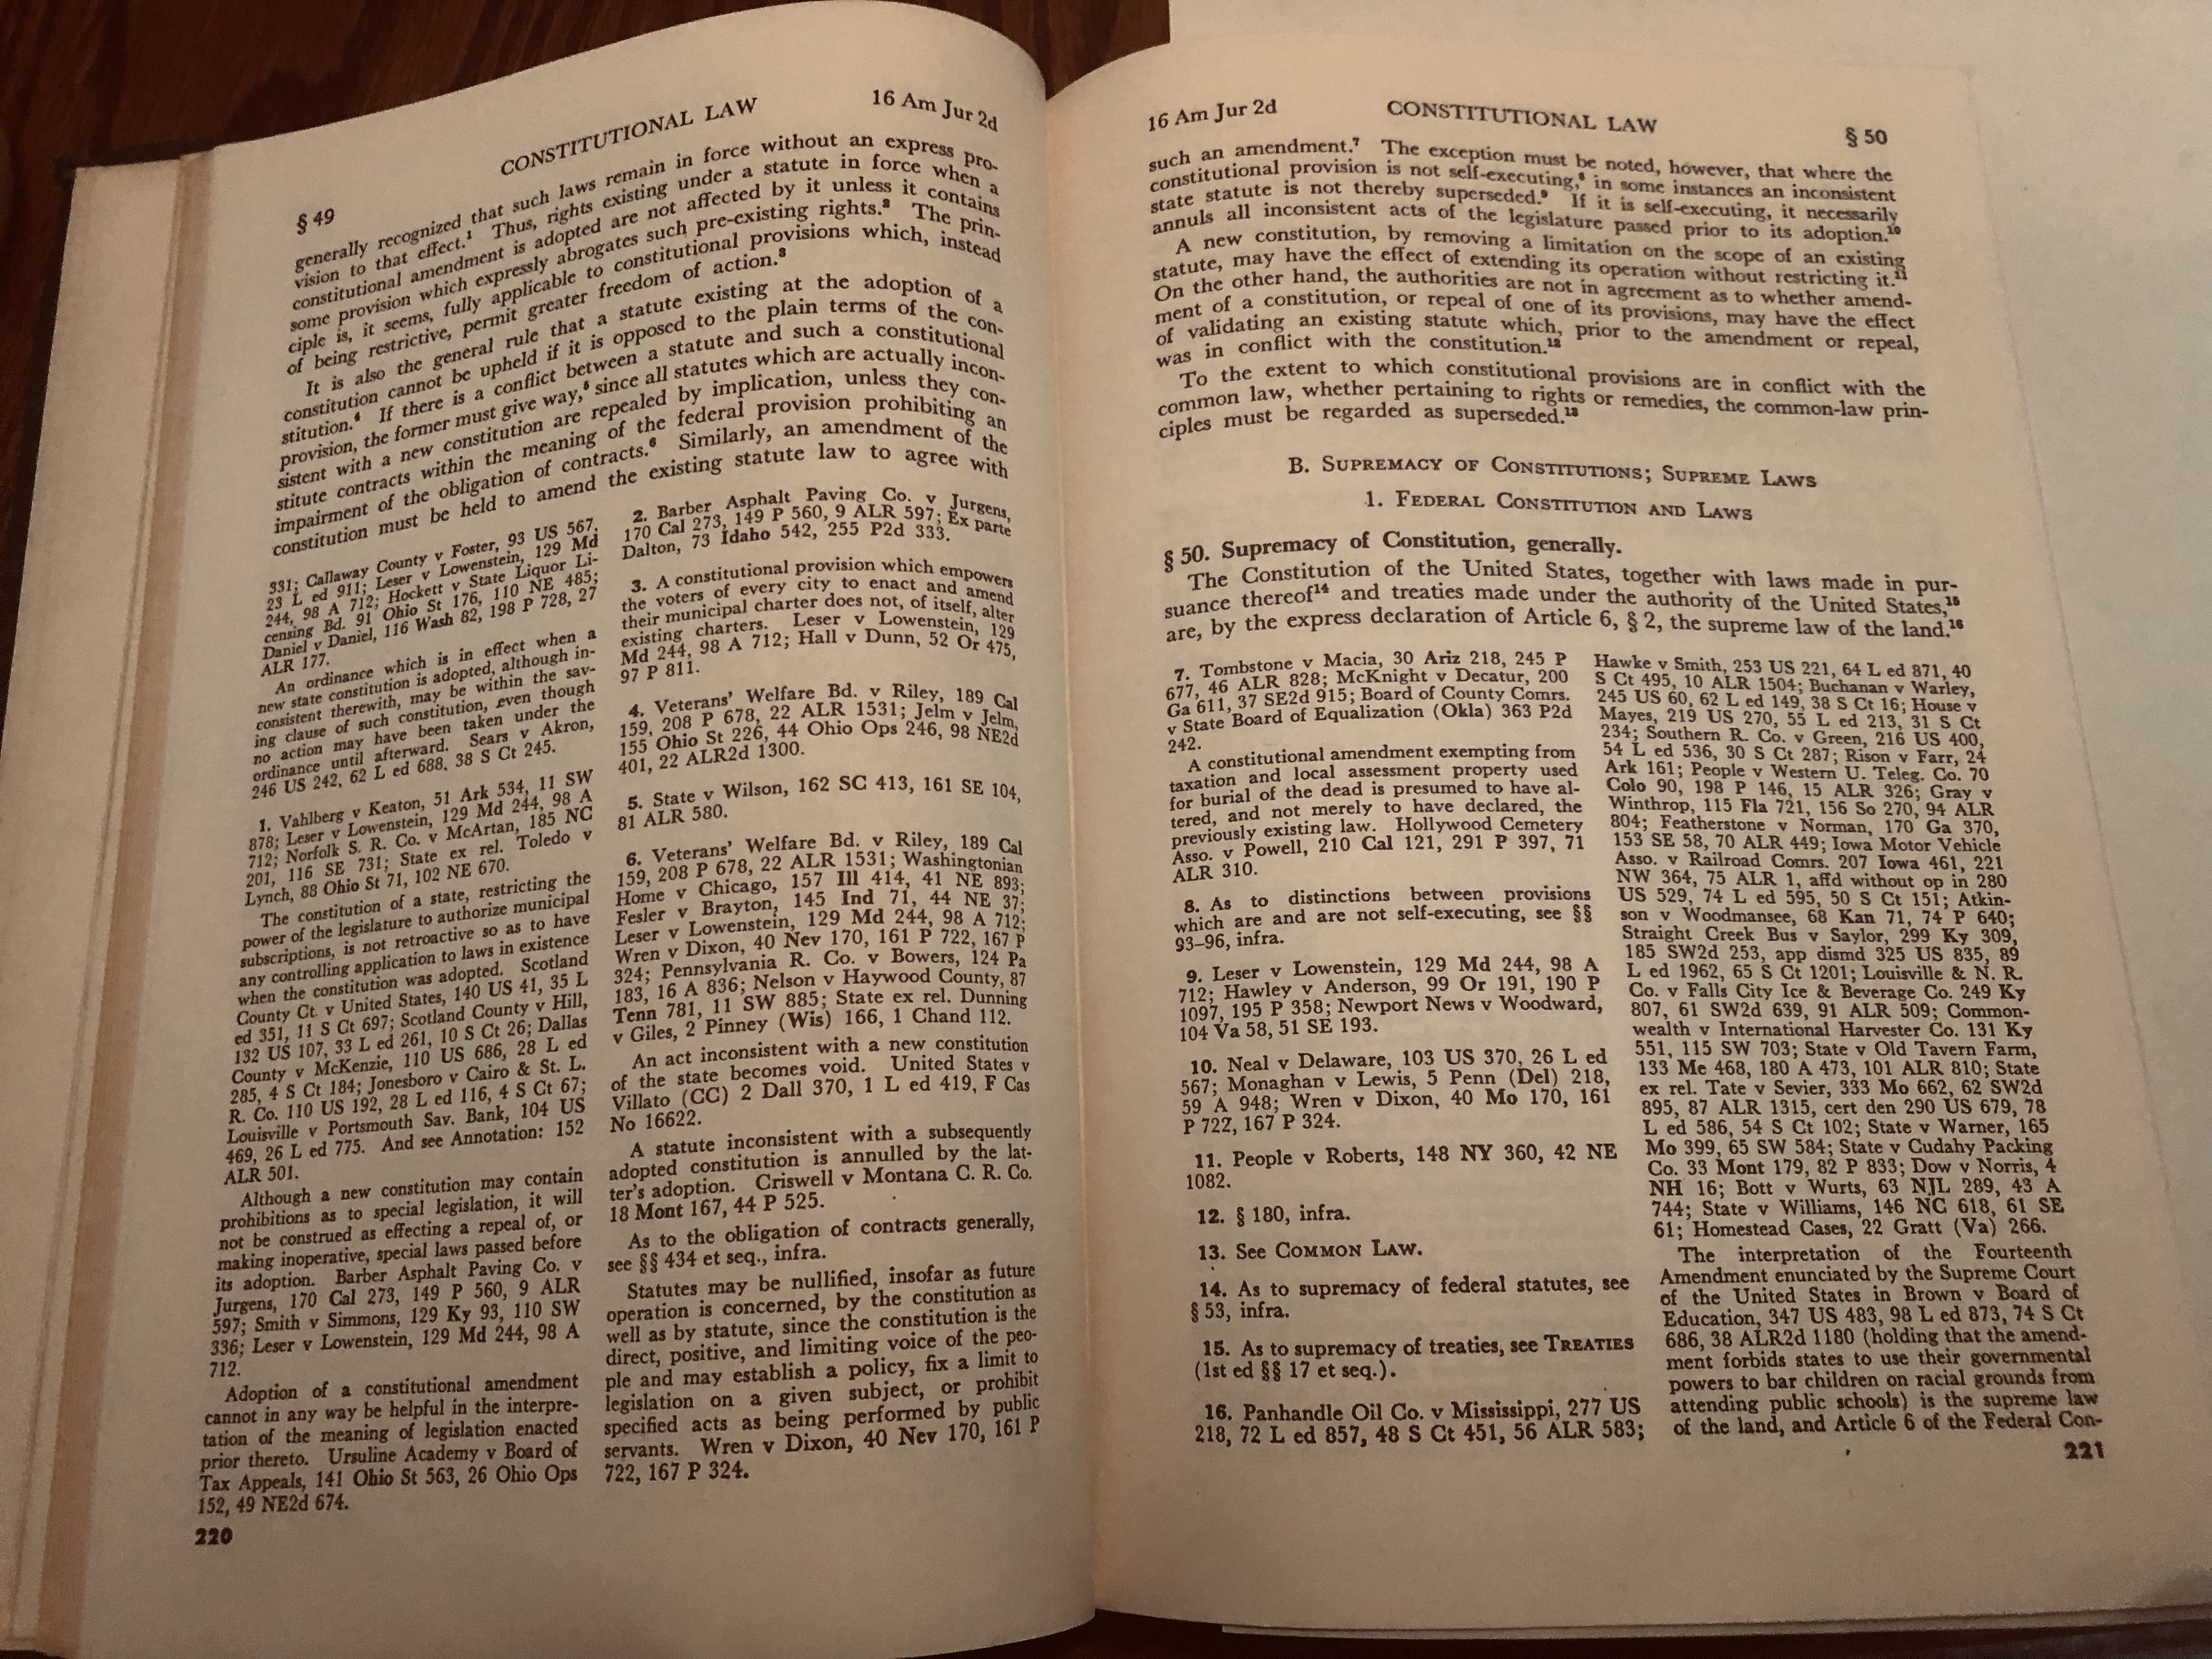 § 49
CONSTITUTIONAL LAW
16 Am Jur 2d
generally recognized that such laws remain in force without an express pro-
vision to that effect.¹ Thus, rights existing under a statute in force when a
constitutional amendment is adopted are not affected by it unless it contains
some provision which expressly abrogates such pre-existing rights.² The prin-
ciple is, it seems, fully applicable to constitutional provisions which, instead
of being restrictive, permit greater freedom of action.³
It is also the general rule that a statute existing at the adoption of a
constitution cannot be upheld if it is opposed to the plain terms of the con-
stitution.⁴ If there is a conflict between a statute and such a constitutional
provision, the former must give way,⁵ since all statutes which are actually incon-
sistent with a new constitution are repealed by implication, unless they con-
stitute contracts within the meaning of the federal provision prohibiting an
impairment of the obligation of contracts.⁶ Similarly, an amendment of the
constitution must be held to amend the existing statute law to agree with
331; Callaway County v Foster, 93 US 567,
23 L ed 911; Leser v Lowenstein, 129 Md
244, 98 A 712; Hockett v State Liquor Li-
censing Bd. 91 Ohio St 176, 110 NE 485;
Daniel v Daniel, 116 Wash 82, 198 P 728, 27
ALR 177.
An ordinance which is in effect when a
new state constitution is adopted, although in-
consistent therewith, may be within the sav-
ing clause of such constitution, even though
no action may have been taken under the
ordinance until afterward. Sears v Akron,
246 US 242, 62 L ed 688, 38 S Ct 245.
1. Vahlberg v Keaton, 51 Ark 534, 11 SW
878; Leser v Lowenstein, 129 Md 244, 98 A
712; Norfolk S. R. Co. v McArtan, 185 NC
201, 116 SE 731; State ex rel. Toledo v
Lynch, 88 Ohio St 71, 102 NE 670.
The constitution of a state, restricting the
power of the legislature to authorize municipal
subscriptions, is not retroactive so as to have
any controlling application to laws in existence
when the constitution was adopted. Scotland
County Ct. v United States, 140 US 41, 35 L
ed 351, 11 S Ct 697; Scotland County v Hill,
132 US 107, 33 L ed 261, 10 S Ct 26; Dallas
County v McKenzie, 110 US 686, 28 L ed
285, 4 S Ct 184; Jonesboro v Cairo & St. L.
R. Co. 110 US 192, 28 L ed 116, 4 S Ct 67;
Louisville v Portsmouth Sav. Bank, 104 US
469, 26 L ed 775. And see Annotation: 152
ALR 501.
Although a new constitution may contain
prohibitions as to special legislation, it will
not be construed as effecting a repeal of, or
making inoperative, special laws passed before
its adoption. Barber Asphalt Paving Co. v
Jurgens, 170 Cal 273, 149 P 560, 9 ALR
597; Smith v Simmons, 129 Ky 93, 110 SW
336; Leser v Lowenstein, 129 Md 244, 98 A
712.
Adoption of a constitutional amendment
cannot in any way be helpful in the interpre-
tation of the meaning of legislation enacted
prior thereto. Ursuline Academy v Board of
Tax Appeals, 141 Ohio St 563, 26 Ohio Ops
152, 49 NE2d 674.
220
2. Barber Asphalt Paving Co. v Jurgens,
170 Cal 273, 149 P 560, 9 ALR 597; Ex parte
Dalton, 73 Idaho 542, 255 P2d 333.
3. A constitutional provision which empowers
the voters of every city to enact and amend
their municipal charter does not, of itself, alter
existing charters. Leser v Lowenstein, 129
Md 244, 98 A 712; Hall v Dunn, 52 Or 475,
97 P 811.
4. Veterans' Welfare Bd. v Riley, 189 Cal
159, 208 P 678, 22 ALR 1531; Jelm v Jelm,
155 Ohio St 226, 44 Ohio Ops 246, 98 NE2d
401, 22 ALR2d 1300.
5. State v Wilson, 162 SC 413, 161 SE 104,
81 ALR 580.
6. Veterans' Welfare Bd. v Riley, 189 Cal
159, 208 P 678, 22 ALR 1531; Washingtonian
Home v Chicago, 157 Ill 414, 41 NE 893;
Fesler v Brayton, 145 Ind 71, 44 NE 37;
Leser v Lowenstein, 129 Md 244, 98 A 712;
Wren v Dixon, 40 Nev 170, 161 P 722, 167 P
324; Pennsylvania R. Co. v Bowers, 124 Pa
183, 16 A 836; Nelson v Haywood County, 87
Tenn 781, 11 SW 885; State ex rel. Dunning
v Giles, 2 Pinney (Wis) 166, 1 Chand 112.
An act inconsistent with a new constitution
of the state becomes void. United States v
Villato (CC) 2 Dall 370, 1 L ed 419, F Cas
No 16622.
A statute inconsistent with a subsequently
adopted constitution is annulled by the lat-
ter's adoption. Criswell v Montana C. R. Co.
18 Mont 167, 44 P 525.
As to the obligation of contracts generally,
see §§ 434 et seq., infra.
Statutes may be nullified, insofar as future
operation is concerned, by the constitution as
well as by statute, since the constitution is the
direct, positive, and limiting voice of the peo-
ple and may establish a policy, fix a limit to
legislation on a given subject, or prohibit
specified acts as being performed by public
servants. Wren v Dixon, 40 Nev 170, 161 P
722, 167 P 324.
16 Am Jur 2d
CONSTITUTIONAL LAW
§ 50
such an amendment.⁷ The exception must be noted, however, that where the
constitutional provision is not self-executing,⁸ in some instances an inconsistent
state statute is not thereby superseded.⁹ If it is self-executing, it necessarily
annuls all inconsistent acts of the legislature passed prior to its adoption.¹⁰
A new constitution, by removing a limitation on the scope of an existing
statute, may have the effect of extending its operation without restricting it.¹¹
On the other hand, the authorities are not in agreement as to whether amend-
ment of a constitution, or repeal of one of its provisions, may have the effect
of validating an existing statute which, prior to the amendment or repeal,
was in conflict with the constitution.¹²
To the extent to which constitutional provisions are in conflict with the
common law, whether pertaining to rights or remedies, the common-law prin-
ciples must be regarded as superseded.¹³
B. SUPREMACY OF CONSTITUTIONS; SUPREME LAWS
1. FEDERAL CONSTITUTION AND LAWS
§ 50. Supremacy of Constitution, generally.
The Constitution of the United States, together with laws made in pur-
suance thereof¹⁴ and treaties made under the authority of the United States,¹⁵
are, by the express declaration of Article 6, § 2, the supreme law of the land.¹⁶
7. Tombstone v Macia, 30 Ariz 218, 245 P
677, 46 ALR 828; McKnight v Decatur, 200
Ga 611, 37 SE2d 915; Board of County Comrs.
v State Board of Equalization (Okla) 363 P2d
242.
A constitutional amendment exempting from
taxation and local assessment property used
for burial of the dead is presumed to have al-
tered, and not merely to have declared, the
previously existing law. Hollywood Cemetery
Asso. v Powell, 210 Cal 121, 291 P 397, 71
ALR 310.
8. As to distinctions between provisions
which are and are not self-executing, see §§
93–96, infra.
9. Leser v Lowenstein, 129 Md 244, 98 A
712; Hawley v Anderson, 99 Or 191, 190 P
1097, 195 P 358; Newport News v Woodward,
104 Va 58, 51 SE 193.
10. Neal v Delaware, 103 US 370, 26 L ed
567; Monaghan v Lewis, 5 Penn (Del) 218,
59 A 948; Wren v Dixon, 40 Mo 170, 161
P 722, 167 P 324.
11. People v Roberts, 148 NY 360, 42 NE
1082.
12. § 180, infra.
13. See COMMON LAW.
14. As to supremacy of federal statutes, see
§ 53, infra.
15. As to supremacy of treaties, see TREATIES
(1st ed §§ 17 et seq.).
16. Panhandle Oil Co. v Mississippi, 277 US
218, 72 L ed 857, 48 S Ct 451, 56 ALR 583;
Hawke v Smith, 253 US 221, 64 L ed 871, 40
S Ct 495, 10 ALR 1504; Buchanan v Warley,
245 US 60, 62 L ed 149, 38 S Ct 16; House v
Mayes, 219 US 270, 55 L ed 213, 31 S Ct
234; Southern R. Co. v Green, 216 US 400,
54 L ed 536, 30 S Ct 287; Rison v Farr, 24
Ark 161; People v Western U. Teleg. Co. 70
Colo 90, 198 P 146, 15 ALR 326; Gray v
Winthrop, 115 Fla 721, 156 So 270, 94 ALR
804; Featherstone v Norman, 170 Ga 370,
153 SE 58, 70 ALR 449; Iowa Motor Vehicle
Asso. v Railroad Comrs. 207 Iowa 461, 221
NW 364, 75 ALR 1, affd without op in 280
US 529, 74 L ed 595, 50 S Ct 151; Atkin-
son v Woodmansee, 68 Kan 71, 74 P 640;
Straight Creek Bus v Saylor, 299 Ky 309,
185 SW2d 253, app dismd 325 US 835, 89
L ed 1962, 65 S Ct 1201; Louisville & N. R.
Co. v Falls City Ice & Beverage Co. 249 Ky
807, 61 SW2d 639, 91 ALR 509; Common-
wealth v International Harvester Co. 131 Ky
551, 115 SW 703; State v Old Tavern Farm,
133 Me 468, 180 A 473, 101 ALR 810; State
ex rel. Tate v Sevier, 333 Mo 662, 62 SW2d
895, 87 ALR 1315, cert den 290 US 679, 78
L ed 586, 54 S Ct 102; State v Warner, 165
Mo 399, 65 SW 584; State v Cudahy Packing
Co. 33 Mont 179, 82 P 833; Dow v Norris, 4
NH 16; Bott v Wurts, 63 NJL 289, 43 A
744; State v Williams, 146 NC 618, 61 SE
61; Homestead Cases, 22 Gratt (Va) 266.
The interpretation of the Fourteenth
Amendment enunciated by the Supreme Court
of the United States in Brown v Board of
Education, 347 US 483, 98 L ed 873, 74 S Ct
686, 38 ALR2d 1180 (holding that the amend-
ment forbids states to use their governmental
powers to bar children on racial grounds from
attending public schools) is the supreme law
of the land, and Article 6 of the Federal Con-
221